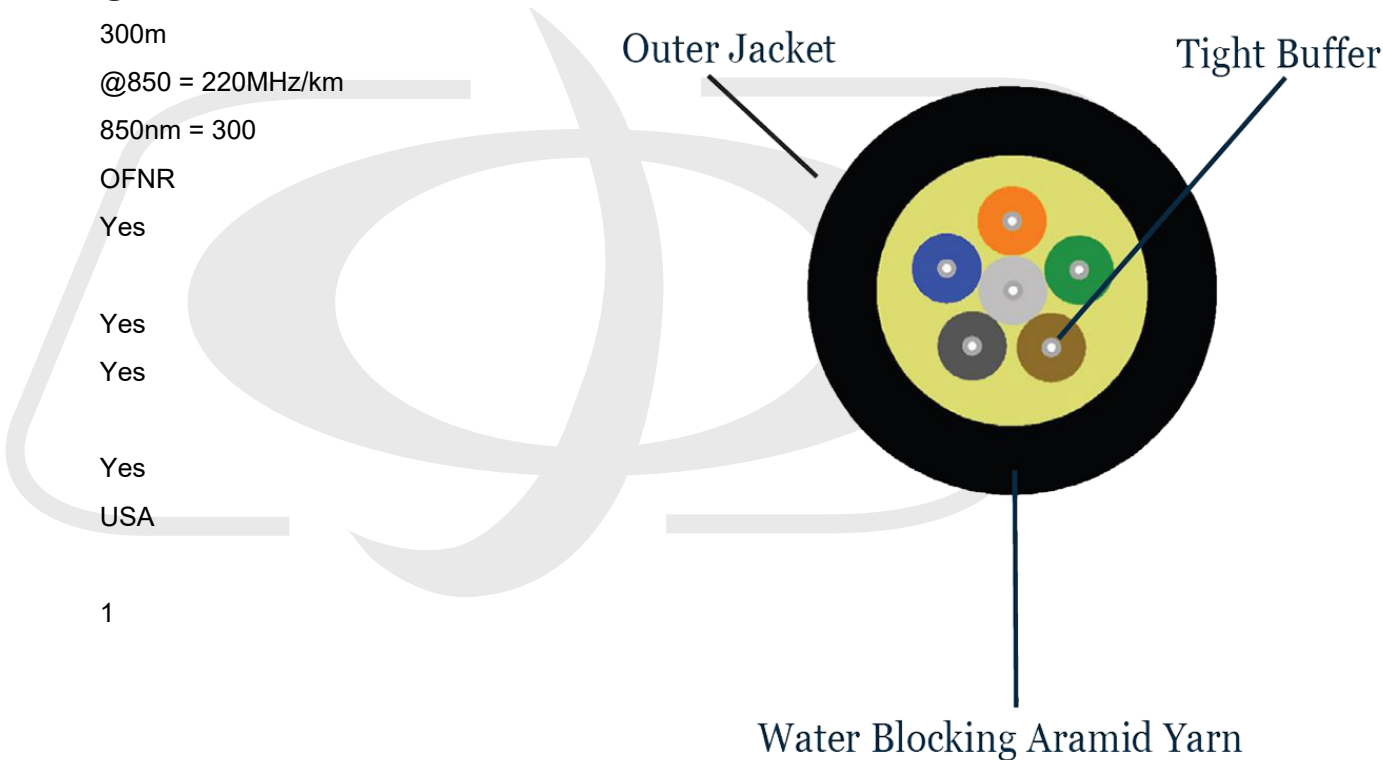 300m
@850 = 220MHz/km
850nm = 300
OFNR
Yes
Yes
Yes
Yes
USA
1
Outer Jacket
Tight Buffer
Water Blocking Aramid Yarn